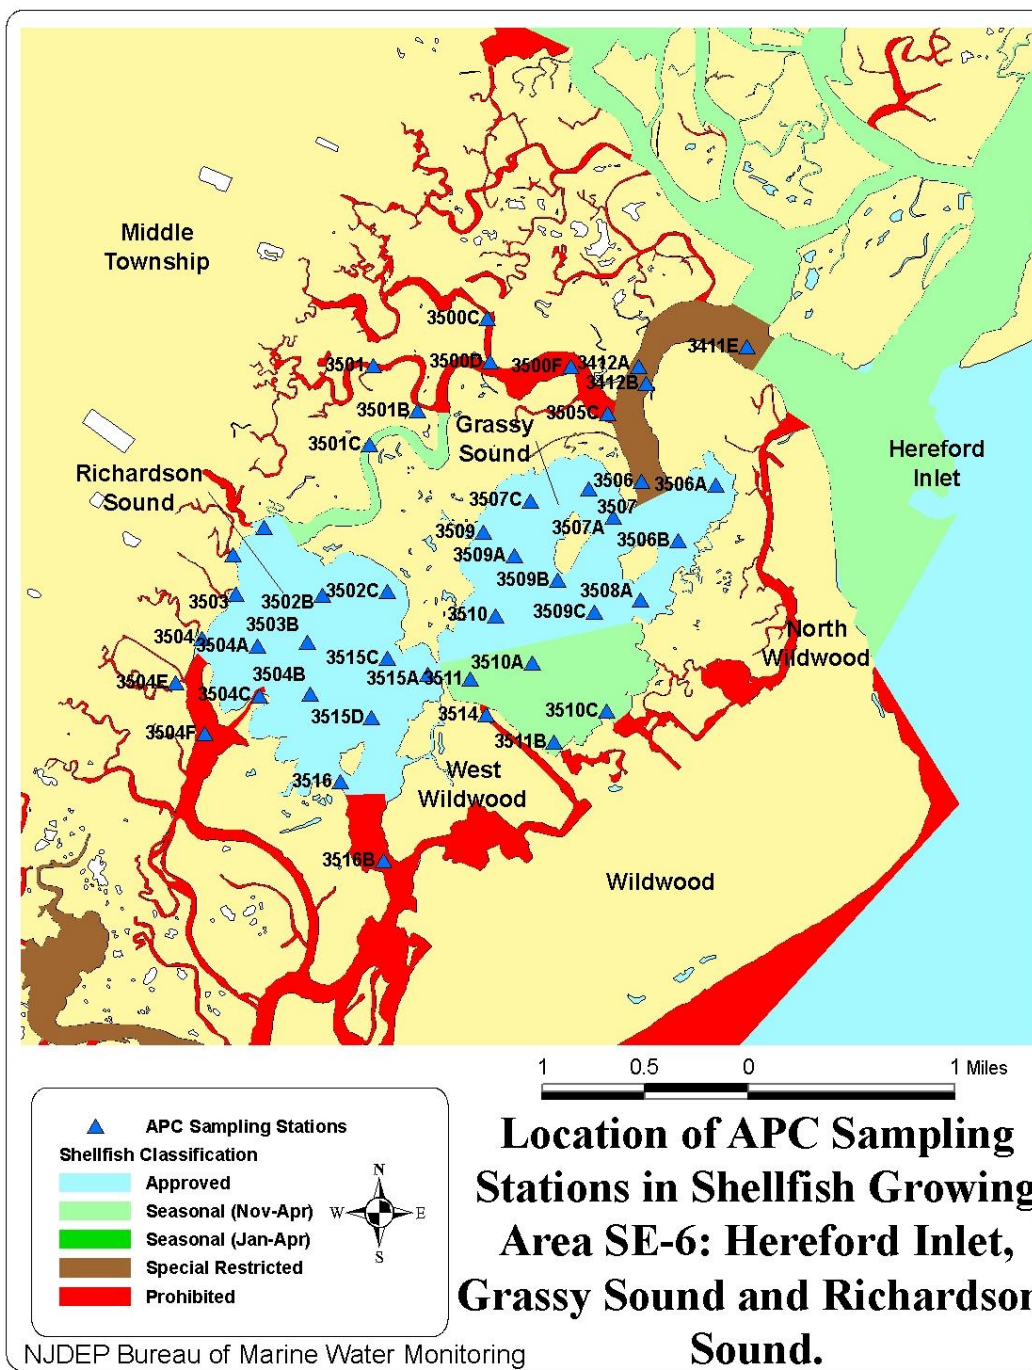 Middle
Township
3500C
3411E
3501
3500D
3500F
3412A
3412B
3501B
3505C
Grassy
Sound
3501C
Hereford
Inlet
Richardson
Sound
3506
3506A
3507C
3507
3507A
3509
3506B
3509A
3509B
3503
3502B
3502C
3508A
3509C
3503B
3510
3504
3504A
North
Wildwood
3515C
3510A
3504E
3504B
3515A
3511
3504C
3515D
3514
3510C
3504F
3511B
3516
West
Wildwood
3516B
Wildwood
1 0.5 0 1 Miles
APC Sampling Stations
Shellfish Classification
Approved
Seasonal (Nov-Apr)
Seasonal (Jan-Apr)
Special Restricted
Prohibited
N
W E
S
Location of APC Sampling
Stations in Shellfish Growing
Area SE-6: Hereford Inlet,
Grassy Sound and Richardson
Sound.
NJDEP Bureau of Marine Water Monitoring